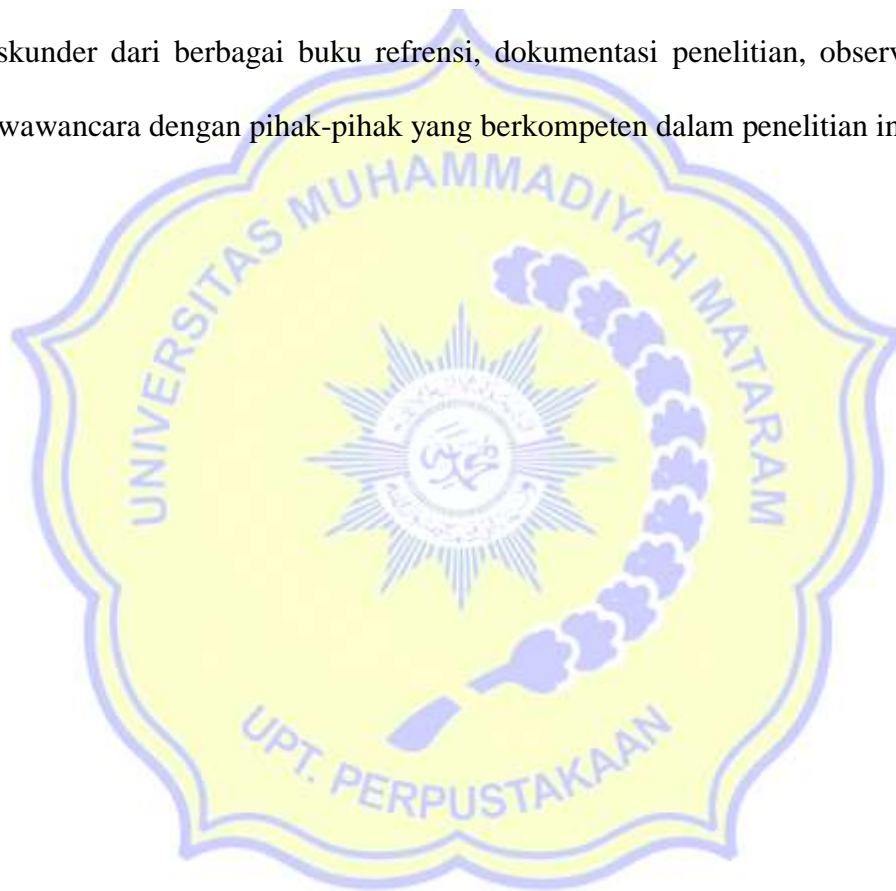 skunder dari berbagai buku refrensi, dokumentasi penelitian, observ
wawancara dengan pihak-pihak yang berkompeten dalam penelitian in
UNIVERSITAS MUHAMMADIYAH MATARAM
UPT. PERPUSTAKAAN